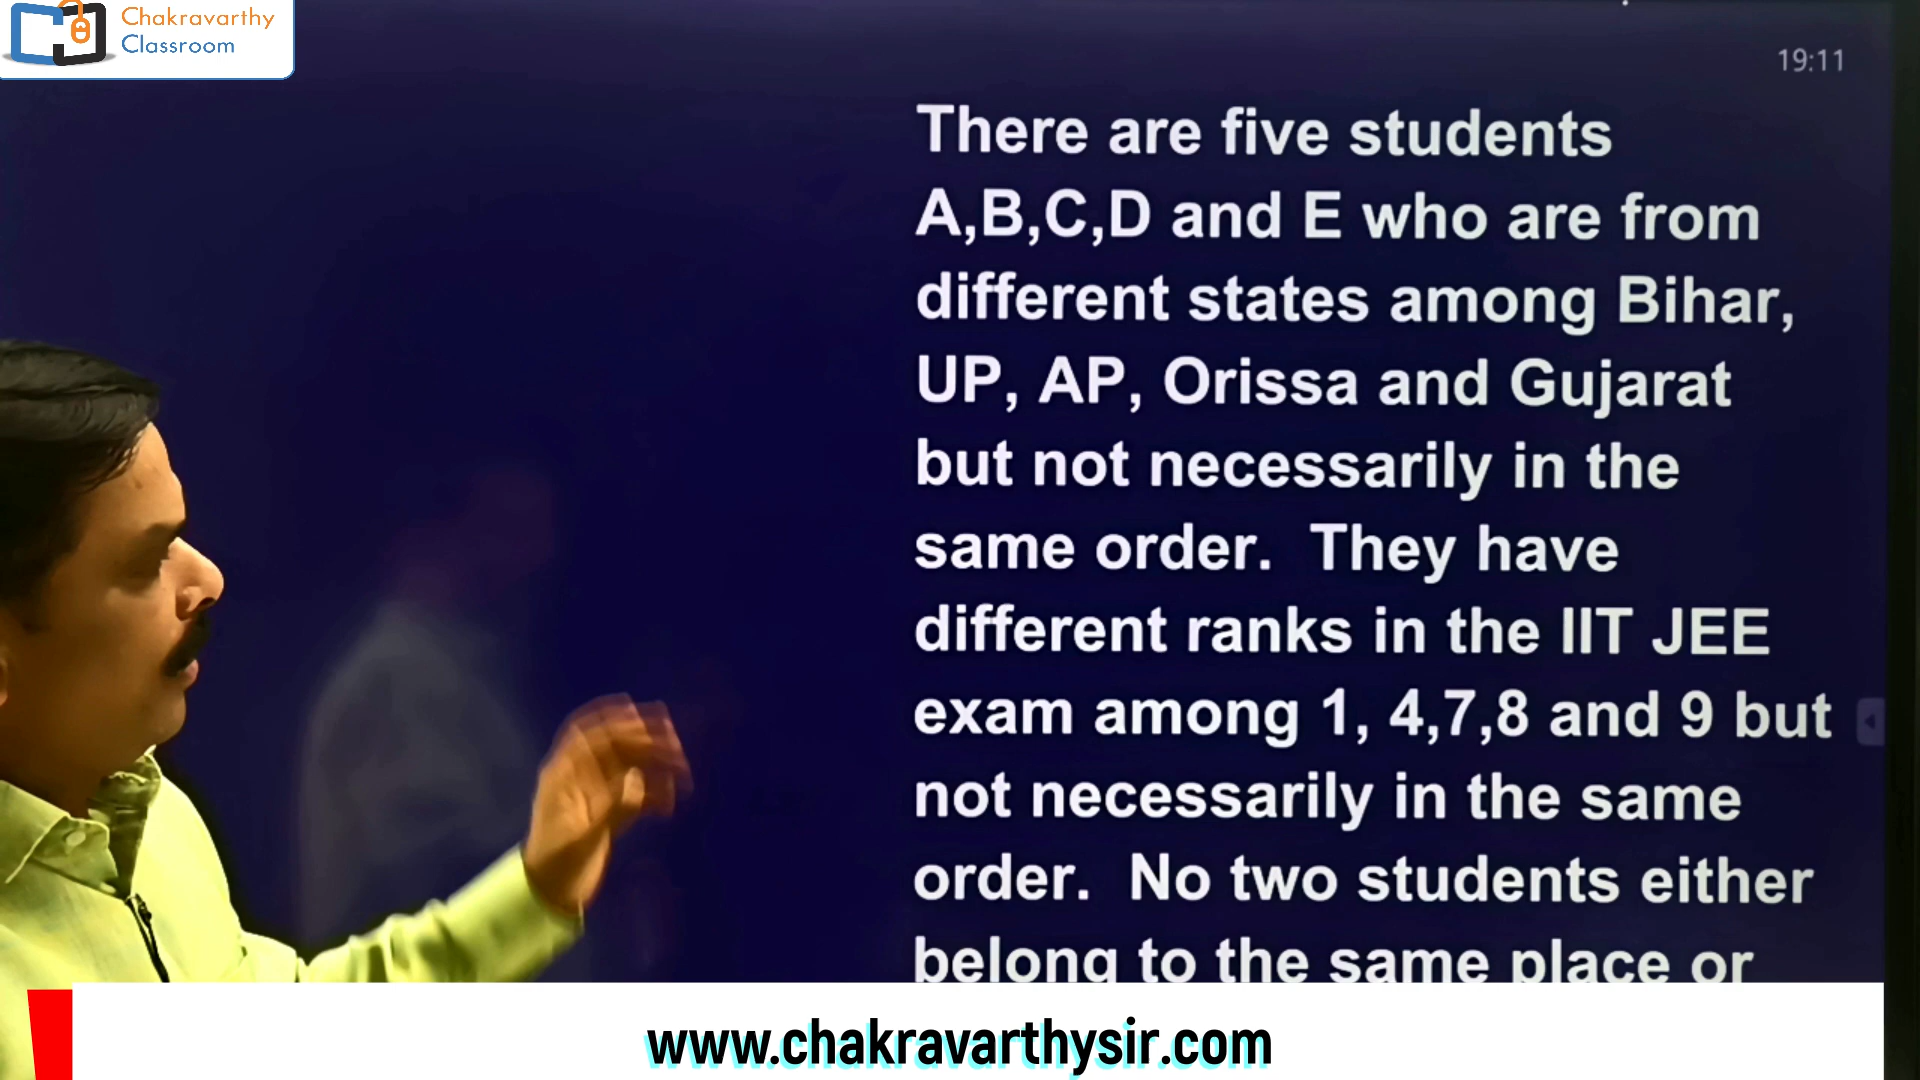 Chakravarthy
Classroom
19:11
There are five students
A,B,C,D and E who are from
different states among Bihar,
UP, AP, Orissa and Gujarat
but not necessarily in the
same order. They have
different ranks in the IIT JEE
exam among 1, 4,7,8 and 9 but
not necessarily in the same
order. No two students either
belong to the same place or
www.chakravarthysir.com